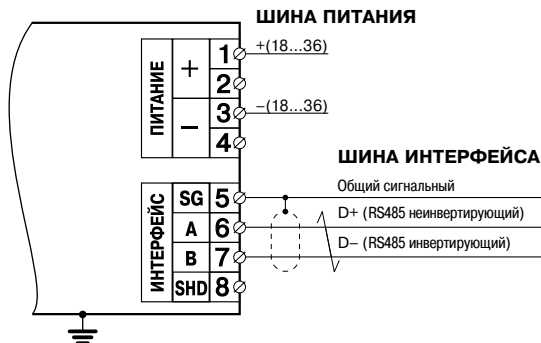 ШИНА ПИТАНИЯ
ПИТАНИЕ
+
–
1 +(18...36)
2
3 –(18...36)
4
ШИНА ИНТЕРФЕЙСА
ИНТЕРФЕЙС
SG 5 Общий сигнальный
A 6 D+ (RS485 неинвертирующий)
B 7 D– (RS485 инвертирующий)
SHD 8